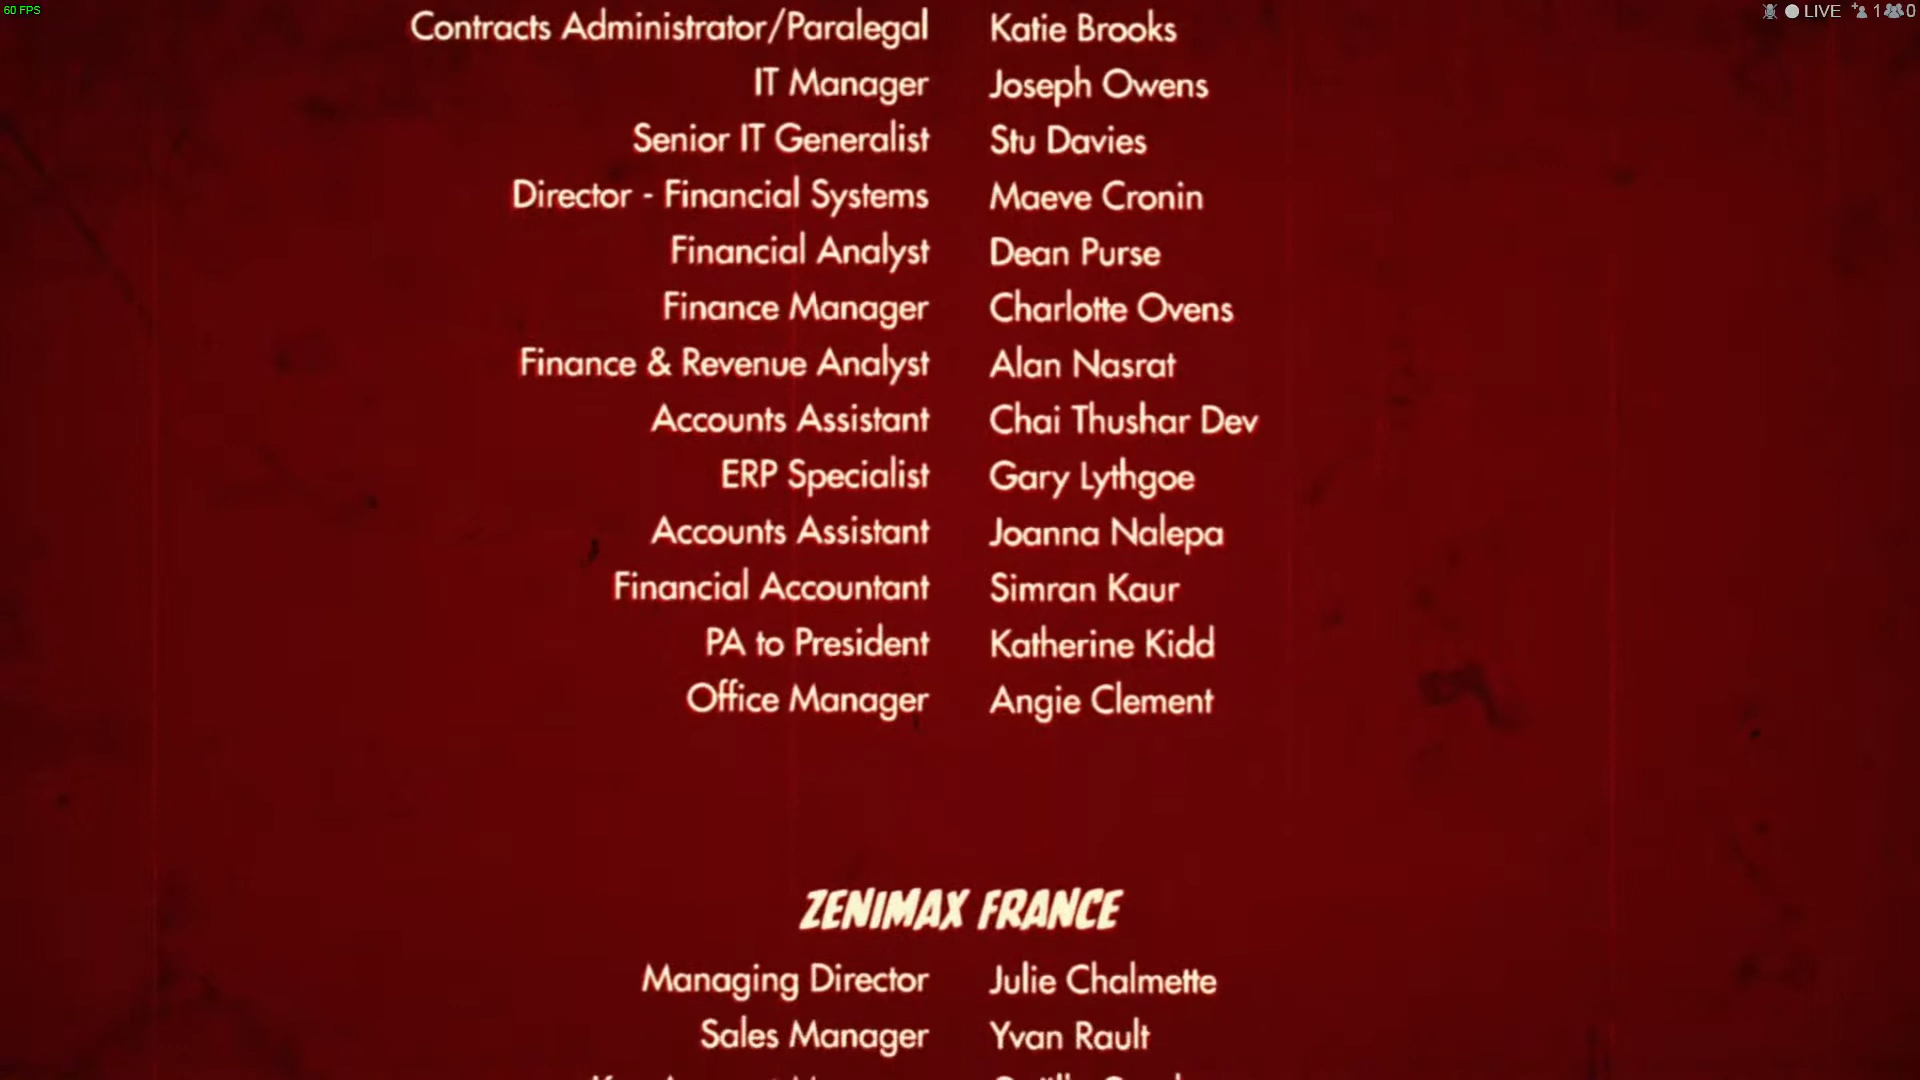 60 FPS
LIVE 1 0
Contracts Administrator/Paralegal Katie Brooks
IT Manager Joseph Owens
Senior IT Generalist Stu Davies
Director - Financial Systems Maeve Cronin
Financial Analyst Dean Purse
Finance Manager Charlotte Ovens
Finance & Revenue Analyst Alan Nasrat
Accounts Assistant Chai Thushar Dev
ERP Specialist Gary Lythgoe
Accounts Assistant Joanna Nalepa
Financial Accountant Simran Kaur
PA to President Katherine Kidd
Office Manager Angie Clement
ZENIMAX FRANCE
Managing Director Julie Chalmette
Sales Manager Yvan Rault